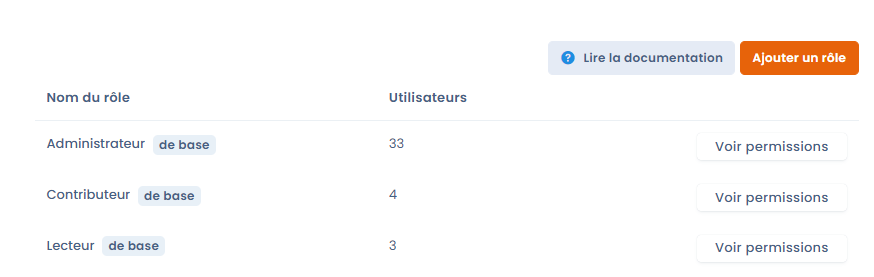 ? Lire la documentation Ajouter un rôle
Nom du rôle Utilisateurs
Administrateur de base 33 Voir permissions
Contributeur de base 4 Voir permissions
Lecteur de base 3 Voir permissions